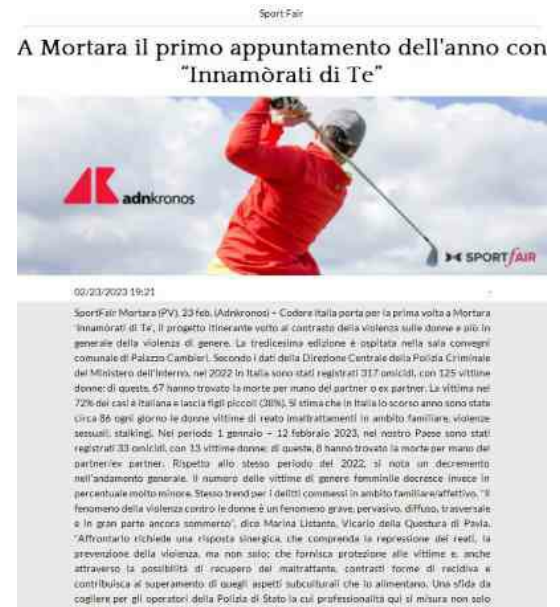 Sport Fair
A Mortara il primo appuntamento dell'anno con
"Innamòrati di Te"
adnkronos
SPORTFAIR
02/23/2023 19:21
SportFair Mortara (PV), 23 feb. (Adnkronos) – Codere Italia porta per la prima volta a Mortara
'Innamòrati di Te', il progetto itinerante volto al contrasto della violenza sulle donne e più in
generale della violenza di genere. La tredicesima edizione è ospitata nella sala convegni
comunale di Palazzo Cambieri. Secondo i dati della Direzione Centrale della Polizia Criminale
del Ministero dell'Interno, nel 2022 in Italia sono stati registrati 317 omicidi, con 125 vittime
donne: di queste, 67 hanno trovato la morte per mano del partner o ex partner. La vittima nel
72% dei casi è italiana e lascia figli piccoli (38%). Si stima che in Italia lo scorso anno sono state
circa 86 ogni giorno le donne vittime di reato (maltrattamenti in ambito familiare, violenze
sessuali, stalking). Nel periodo 1 gennaio – 12 febbraio 2023, nel nostro Paese sono stati
registrati 33 omicidi, con 13 vittime donne; di queste, 8 hanno trovato la morte per mano del
partner/ex partner. Rispetto allo stesso periodo del 2022, si nota un decremento
nell'andamento generale. Il numero delle vittime di genere femminile decresce invece in
percentuale molto minore. Stesso trend per i delitti commessi in ambito familiare/affettivo. "Il
fenomeno della violenza contro le donne è un fenomeno grave, pervasivo, diffuso, trasversale
e in gran parte ancora sommerso", dice Marina Listante, Vicario della Questura di Pavia.
"Affrontarlo richiede una risposta sinergica, che comprenda la repressione dei reati, la
prevenzione della violenza, ma non solo; che fornisca protezione alle vittime e, anche
attraverso la possibilità di recupero del maltrattante, contrasti forme di recidiva e
contribuisca al superamento di quegli aspetti subculturali che lo alimentano. Una sfida da
cogliere per gli operatori della Polizia di Stato la cui professionalità qui si misura non solo